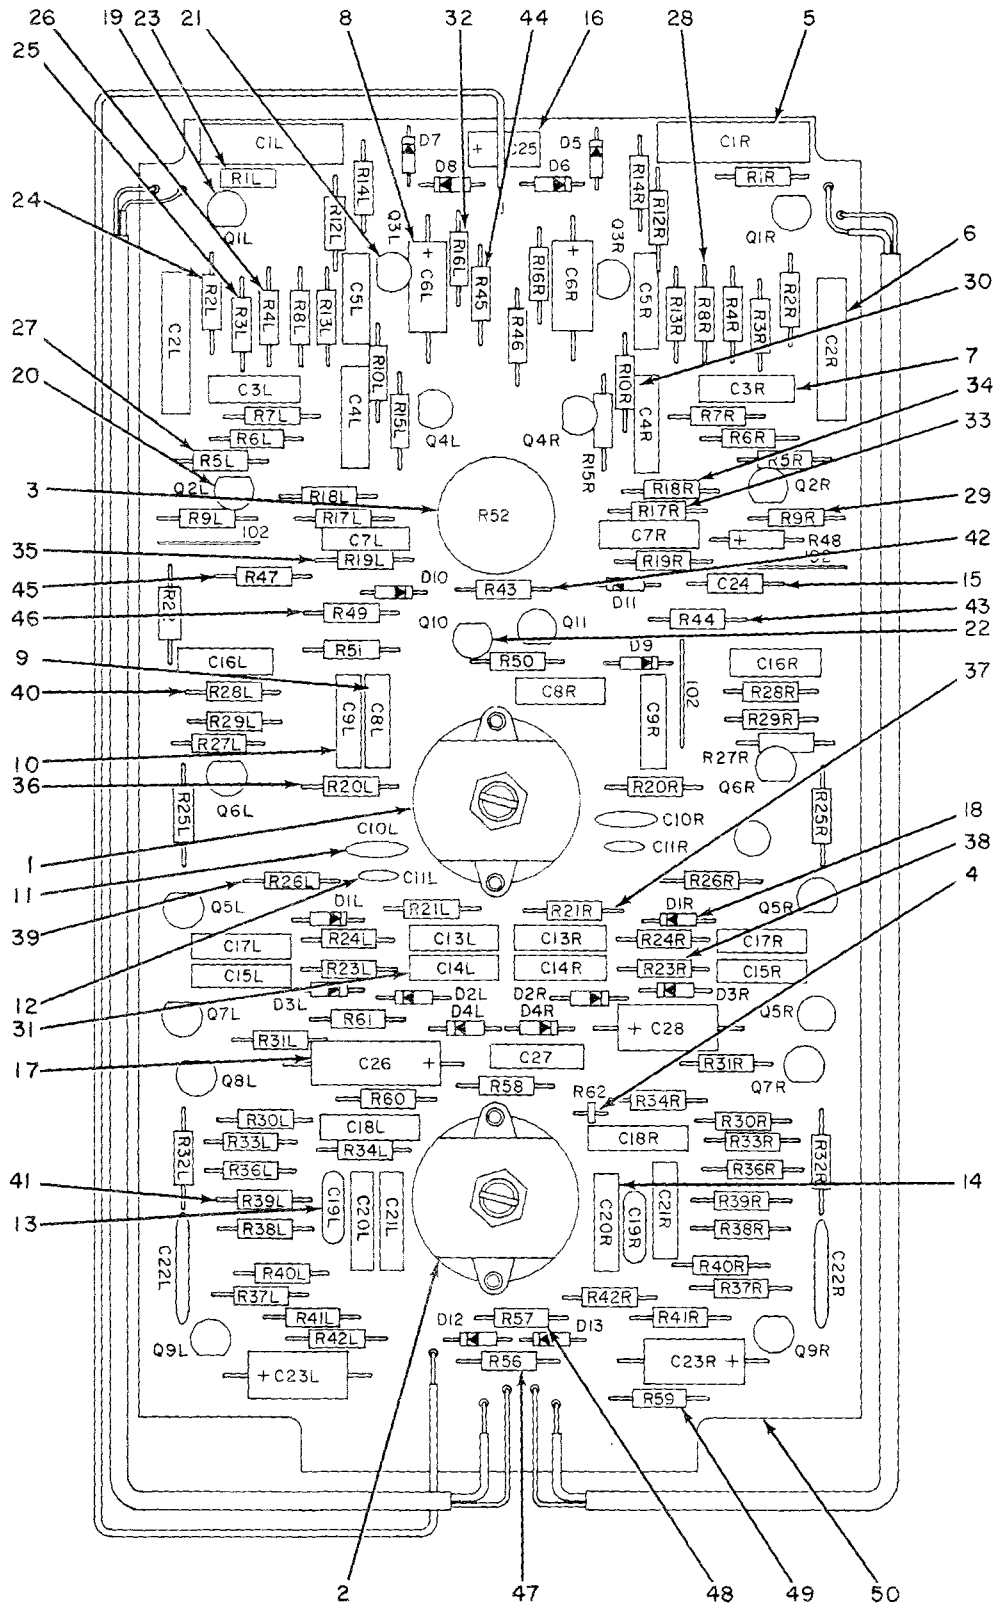 26 19 23 21 8 32 44 16 28 5
25
C1L D7 + C25 D5 C1R
R1L R14L D8 D6 R14R R1R
24 R12L Q3L Q3R R12R
Q1L R16L R16R Q1R 6
R2L + C6L R45 + C6R R2R 30
R3L R4L R8L R13L C5L C5R R13R R8R R4R R3R
C2L R46 C2R
27 R10L R10R 7
C3L C3R
20 R7L C4L R15L C4R R7R 34
R6L Q4L Q4R R15R R6R
R5L R5R 33
Q2L Q2R
3 R18L R52 R18R 29
R9L R17L R17R R9R
102 C7L C7R + R48
35 R19L R19R 42
45 R47 D10 R43 D11 C24 15
46 R49 R44 43
Q10 Q11 22
9 R51 R50 D9
C16L C8R C16R 37
40 R28L 102 R28R
R29L C9L C8L C9R R29R
10 R27L R27R
36 R20L R20R Q6R
R25L Q6L R25R
C10L C10R 18
1 C11R
11 C11L 38
39 R26L R26R
Q5L D1L R21L R21R D1R Q5R 4
R24L C13L C13R R24R
C17L C17R
12 C15L R23L C14L C14R R23R C15R
31 Q7L D3L D2L D2R D3R
R61 D4L D4R + C28 Q5R
R31L
17 C26 + C27 R31R
Q8L R58 Q7R
R60 R62 R34R
R30L C18L R30R
R33L C18R R33R
R32L R34L R32R
R36L R36R
41 R39L C19L C20L C21L C20R C19R C21R R39R 14
13 R38L R38R
C22L C22R
R40L R40R
R37L R42R R37R
R41L R57 R41R
R42L D12 D13
Q9L R56 Q9R
+ C23L C23R +
R59
2 47 48 49 50